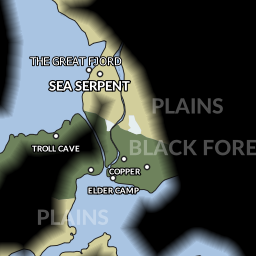 THE GREAT FJORD
SEA SERPENT
PLAINS
BLACK FORE
TROLL CAVE
COPPER
ELDER CAMP
PLAINS